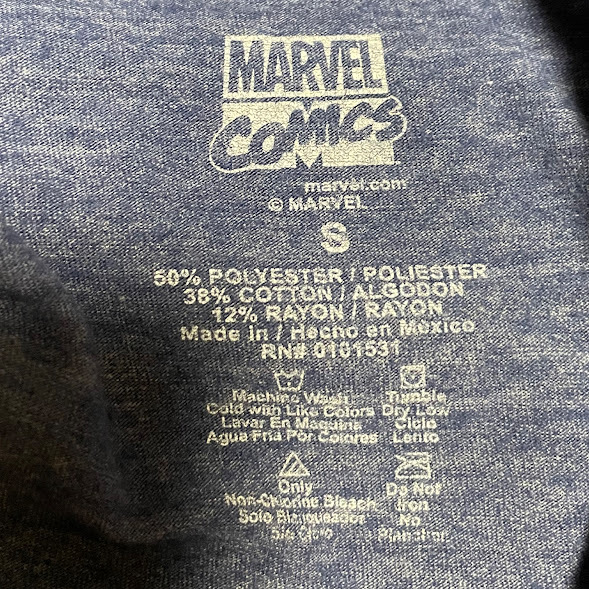 MARVEL
COMICS
marvel.com
© MARVEL
S
50% POLYESTER / POLIESTER
38% COTTON / ALGODON
12% RAYON / RAYON
Made in / Hecho en Mexico
RN# 0101531
Machine Wash
Cold with Like Colors
Lavar En Maquina
Agua Fria Por Colores
Tumble
Dry Low
Ciclo
Lento
Only
Non-Chlorine Bleach
Solo Blanqueador
Sin Cloro
Do Not
Iron
No
Planchar